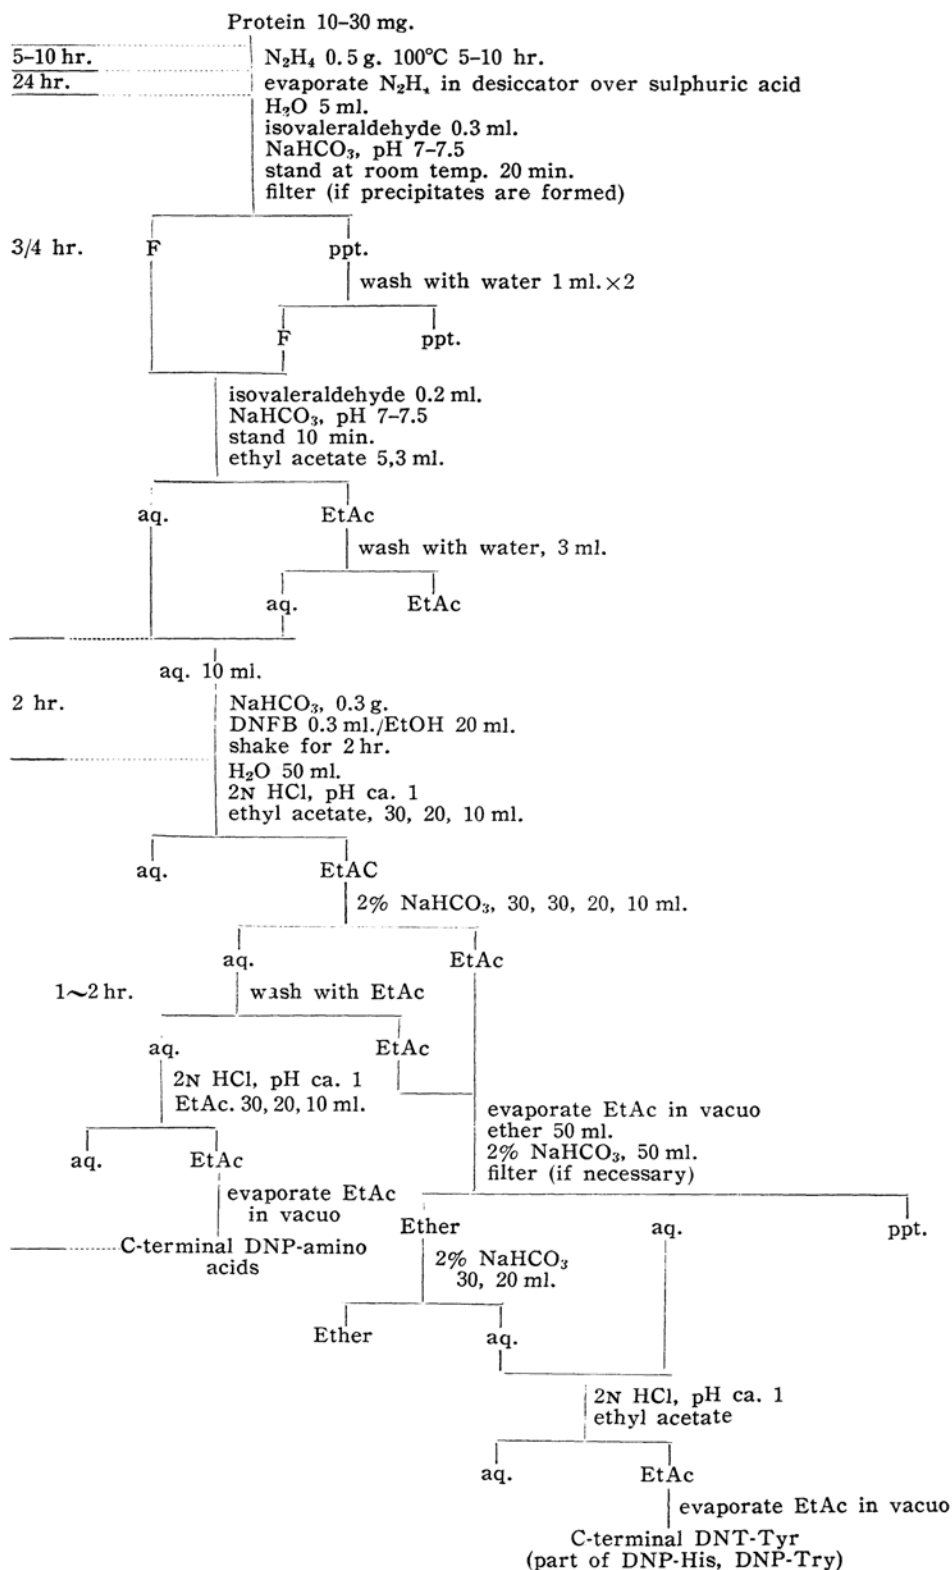 Protein 10–30 mg.
5–10 hr.
N₂H₄ 0.5 g. 100°C 5–10 hr.
24 hr.
evaporate N₂H₄ in desiccator over sulphuric acid
H₂O 5 ml.
isovaleraldehyde 0.3 ml.
NaHCO₃, pH 7–7.5
stand at room temp. 20 min.
filter (if precipitates are formed)
3/4 hr.
F
ppt.
wash with water 1 ml.×2
F
ppt.
isovaleraldehyde 0.2 ml.
NaHCO₃, pH 7–7.5
stand 10 min.
ethyl acetate 5,3 ml.
aq.
EtAc
wash with water, 3 ml.
aq.
EtAc
aq. 10 ml.
2 hr.
NaHCO₃, 0.3 g.
DNFB 0.3 ml./EtOH 20 ml.
shake for 2 hr.
H₂O 50 ml.
2N HCl, pH ca. 1
ethyl acetate, 30, 20, 10 ml.
aq.
EtAC
2% NaHCO₃, 30, 30, 20, 10 ml.
aq.
EtAc
1~2 hr.
wash with EtAc
aq.
EtAc
2N HCl, pH ca. 1
EtAc. 30, 20, 10 ml.
evaporate EtAc in vacuo
ether 50 ml.
2% NaHCO₃, 50 ml.
filter (if necessary)
aq.
EtAc
evaporate EtAc
in vacuo
Ether
aq.
ppt.
C-terminal DNP-amino
acids
2% NaHCO₃
30, 20 ml.
Ether
aq.
2N HCl, pH ca. 1
ethyl acetate
aq.
EtAc
evaporate EtAc in vacuo
C-terminal DNT-Tyr
(part of DNP-His, DNP-Try)